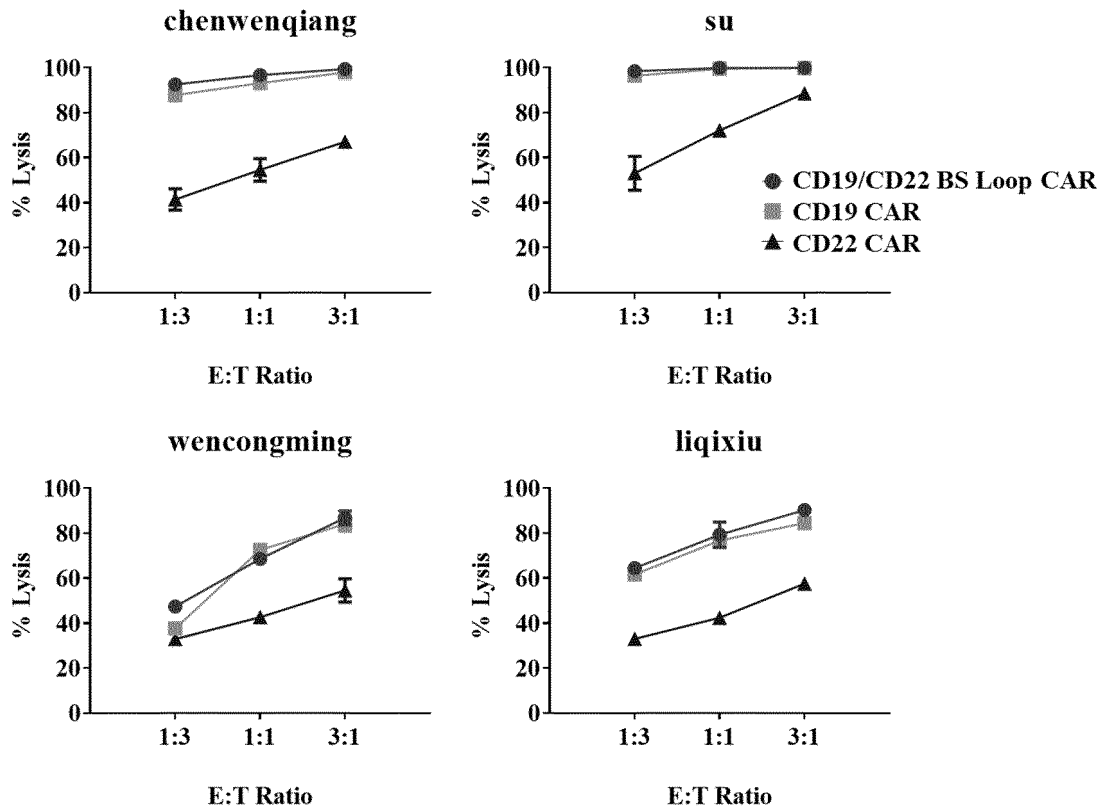 chenwenqiang
% Lysis
100
80
60
40
20
0
1:3 1:1 3:1
E:T Ratio
su
% Lysis
100
80
60
40
20
0
1:3 1:1 3:1
E:T Ratio
CD19/CD22 BS Loop CAR
CD19 CAR
CD22 CAR
wencongming
% Lysis
100
80
60
40
20
0
1:3 1:1 3:1
E:T Ratio
liqixiu
% Lysis
100
80
60
40
20
0
1:3 1:1 3:1
E:T Ratio